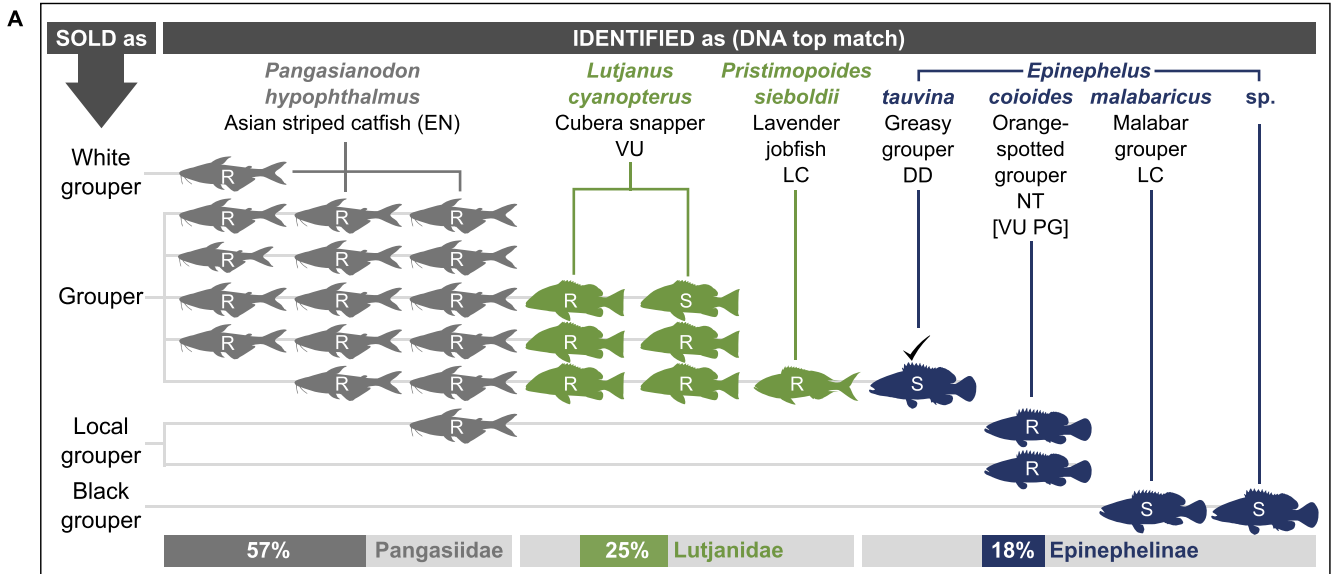 A
SOLD as
IDENTIFIED as (DNA top match)
Pangasianodon
hypophthalmus
Asian striped catfish (EN)
Lutjanus
cyanopterus
Cubera snapper
VU
Pristimopoides
sieboldii
Lavender
jobfish
LC
Epinephelus
tauvina
Greasy
grouper
DD
coioides
Orange-
spotted
grouper
NT
[VU PG]
malabaricus
Malabar
grouper
LC
sp.
White
grouper
R
R R R
R R R
Grouper
R R R R S
R R R R R
R R R R R S
Local
grouper
R R
R
Black
grouper
S S
57% Pangasiidae
25% Lutjanidae
18% Epinephelinae